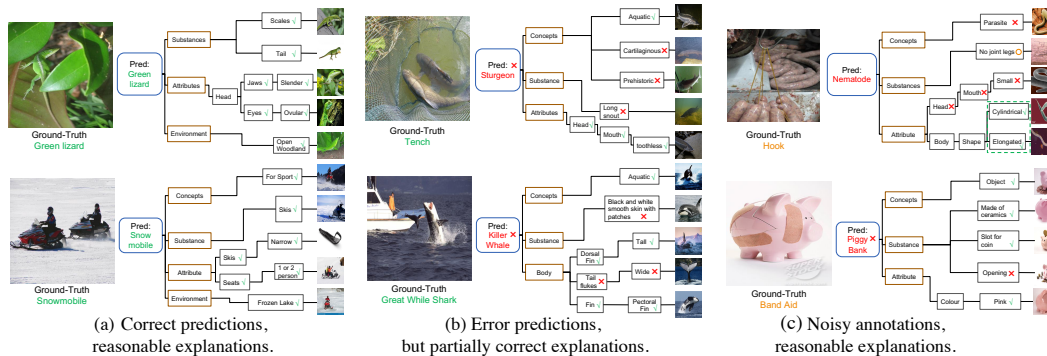 Pred:
Green
lizard
Substances
Scales √
Tail √
Attributes
Head
Jaws √
Slender √
Eyes √
Ovular √
Environment
Open
Woodland
√
Ground-Truth
Green lizard
Pred:
Snow
mobile
Concepts
For Sport √
Substance
Skis √
Attribute
Skis √
Narrow √
Seats √
1 or 2
person √
Environment
Frozen Lake √
Ground-Truth
Snowmobile
(a) Correct predictions,
reasonable explanations.
Pred: ×
Sturgeon
Concepts
Aquatic √
Cartilaginous ×
Prehistoric ×
Substance
Long
snout ×
Attributes
Head √
Mouth √
toothless √
Ground-Truth
Tench
Pred:
Killer ×
Whale
Concepts
Aquatic √
Substance
Black and white
smooth skin with
patches ×
Body
Dorsal
Fin √
Tall √
Tail
flukes ×
Wide ×
Fin √
Pectoral
Fin √
Ground-Truth
Great While Shark
(b) Error predictions,
but partially correct explanations.
Pred: ×
Nematode
Concepts
Parasite ×
Substances
No joint legs
Attribute
Head ×
Mouth ×
Small ×
Body
Shape
Cylindrical √
Elongated √
Ground-Truth
Hook
Pred:
Piggy ×
Bank
Concepts
Object √
Substance
Made of
ceramics √
Slot for
coin √
Opening ×
Attribute
Colour
Pink √
Ground-Truth
Band Aid
(c) Noisy annotations,
reasonable explanations.